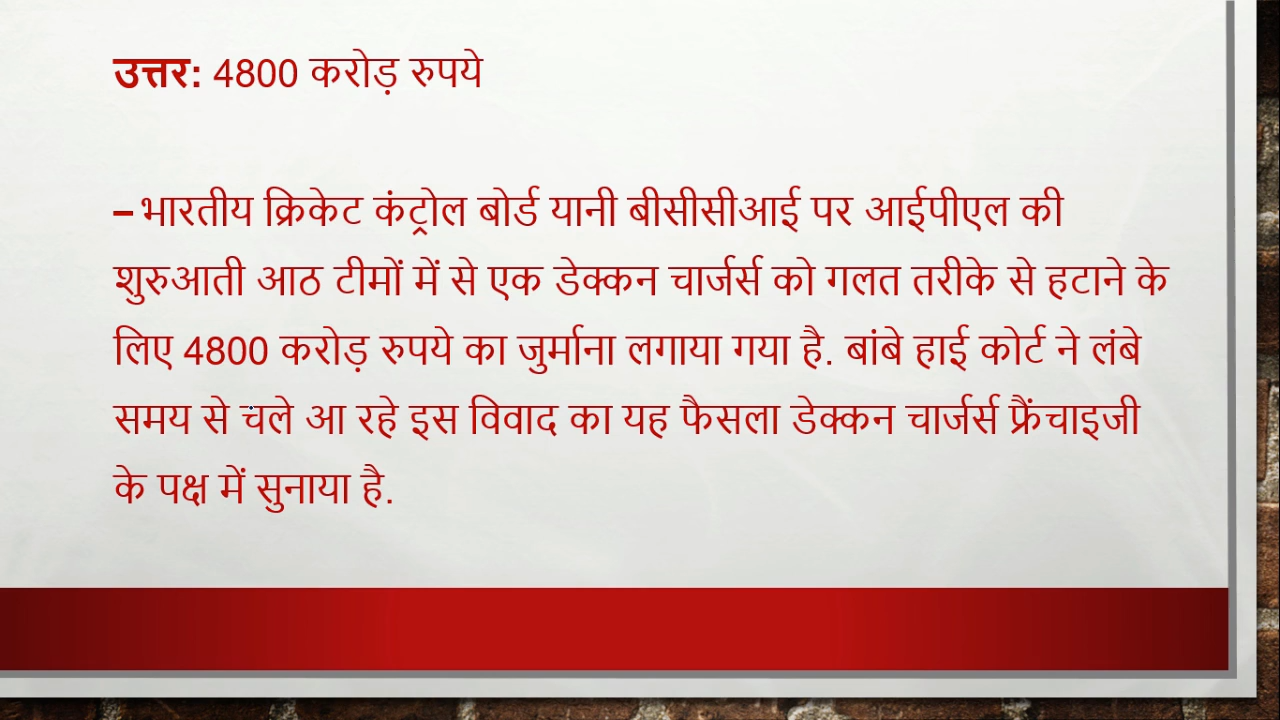 उत्तर: 4800 करोड़ रुपये
– भारतीय क्रिकेट कंट्रोल बोर्ड यानी बीसीसीआई पर आईपीएल की
शुरुआती आठ टीमों में से एक डेक्कन चार्जर्स को गलत तरीके से हटाने के
लिए 4800 करोड़ रुपये का जुर्माना लगाया गया है. बांबे हाई कोर्ट ने लंबे
समय से चले आ रहे इस विवाद का यह फैसला डेक्कन चार्जर्स फ्रैंचाइजी
के पक्ष में सुनाया है.